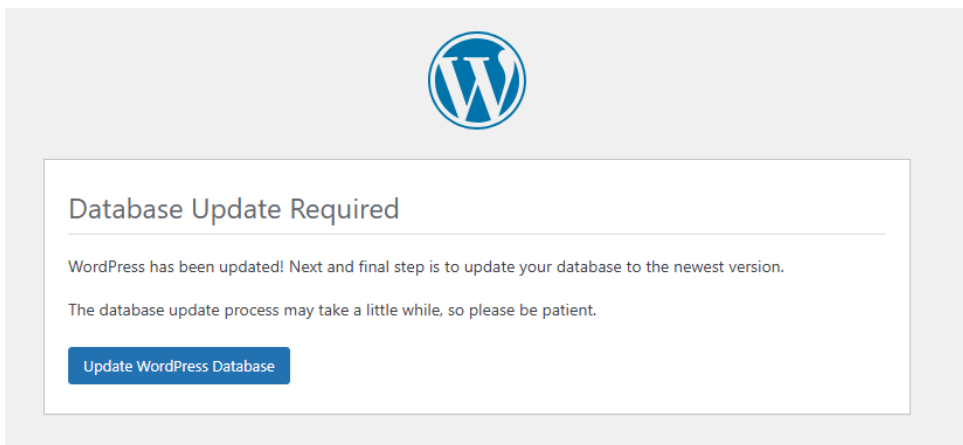 Database Update Required
WordPress has been updated! Next and final step is to update your database to the newest version.
The database update process may take a little while, so please be patient.
Update WordPress Database